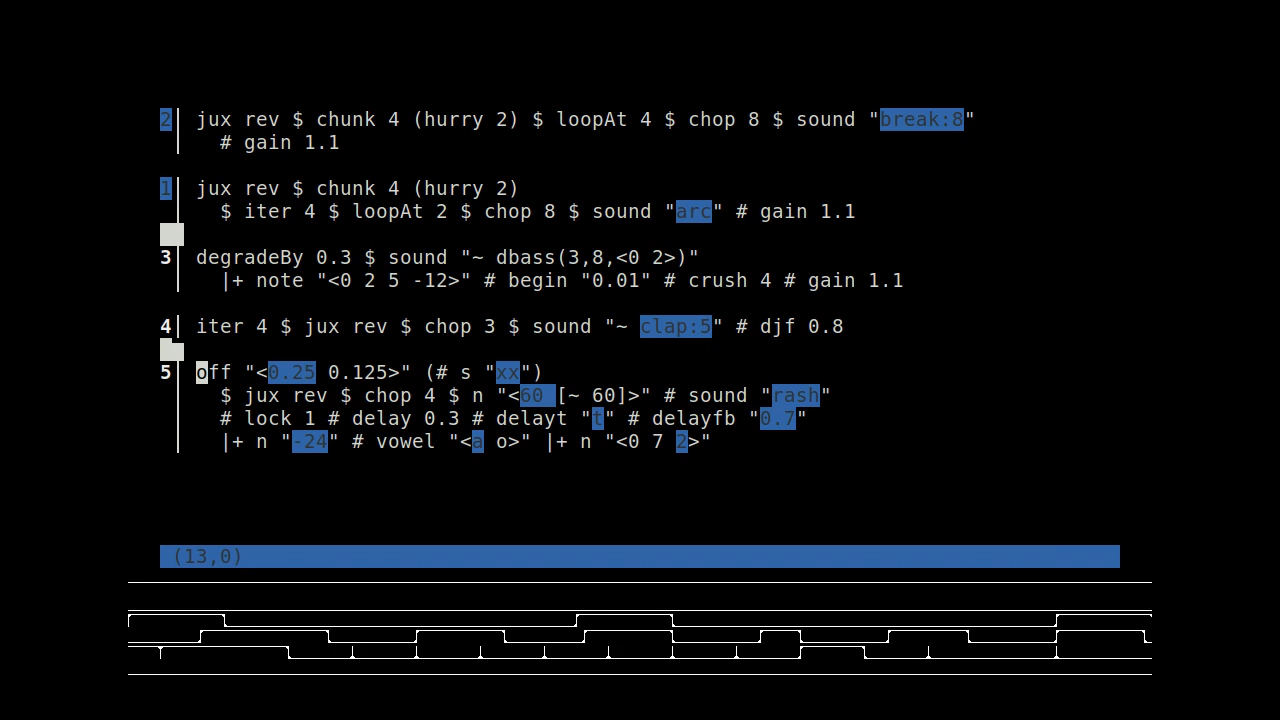 2 jux rev $ chunk 4 (hurry 2) $ loopAt 4 $ chop 8 $ sound "break:8"
# gain 1.1
1 jux rev $ chunk 4 (hurry 2)
$ iter 4 $ loopAt 2 $ chop 8 $ sound "arc" # gain 1.1
3 degradeBy 0.3 $ sound "~ dbass(3,8,<0 2>)"
|+ note "<0 2 5 -12>" # begin "0.01" # crush 4 # gain 1.1
4 iter 4 $ jux rev $ chop 3 $ sound "~ clap:5" # djf 0.8
5 off "<0.25 0.125>" (# s "xx")
$ jux rev $ chop 4 $ n "<60 [~ 60]>" # sound "rash"
# lock 1 # delay 0.3 # delayt "t" # delayfb "0.7"
|+ n "-24" # vowel "<a o>" |+ n "<0 7 2>"
(13,0)